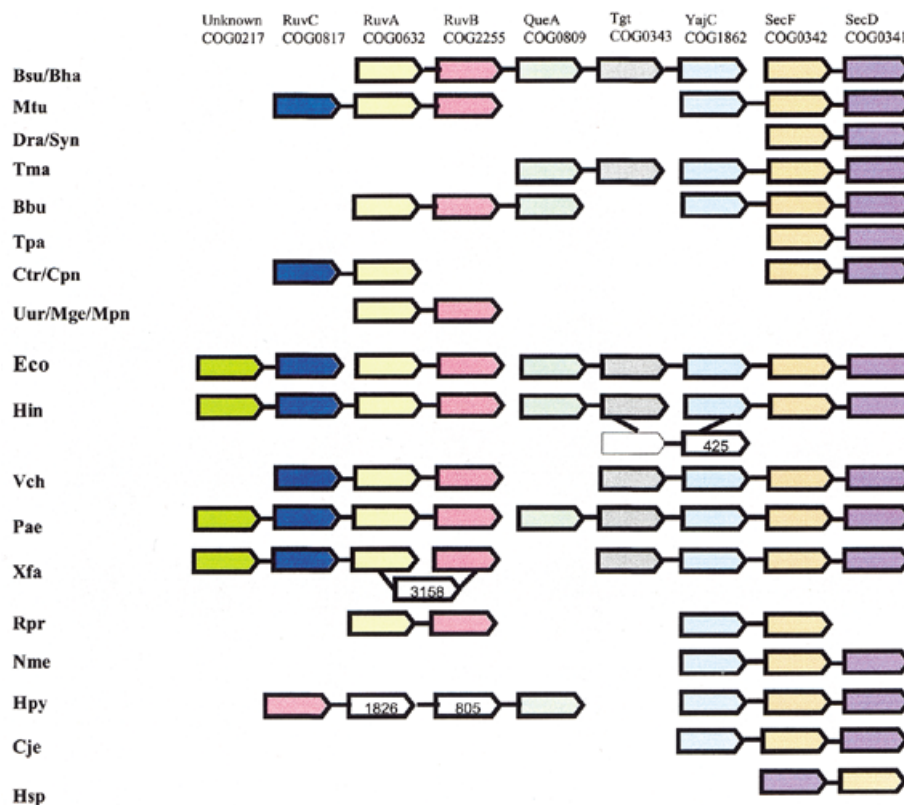 Unknown RuvC RuvA RuvB QueA Tgt YajC SecF SecD
COG0217 COG0817 COG0632 COG2255 COG0809 COG0343 COG1862 COG0342 COG0341
Bsu/Bha
Mtu
Dra/Syn
Tma
Bbu
Tpa
Ctr/Cpn
Uur/Mge/Mpn
Eco
Hin
425
Vch
Pae
Xfa
3158
Rpr
Nme
Hpy 1826 805
Cje
Hsp